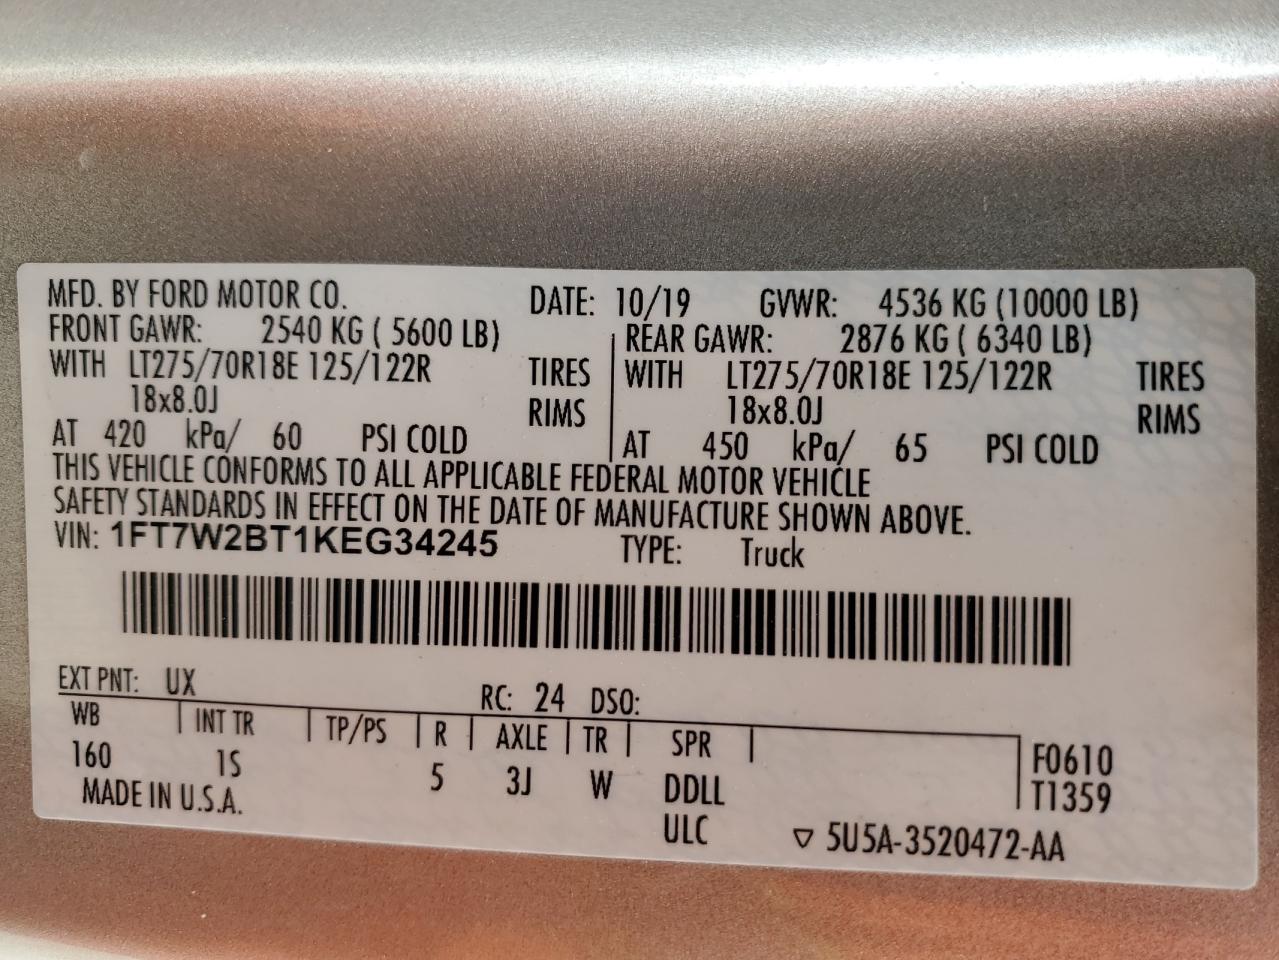 MFD. BY FORD MOTOR CO. DATE: 10/19 GVWR: 4536 KG (10000 LB)
FRONT GAWR: 2540 KG ( 5600 LB) REAR GAWR: 2876 KG ( 6340 LB)
WITH LT275/70R18E 125/122R TIRES WITH LT275/70R18E 125/122R TIRES
18x8.0J RIMS 18x8.0J RIMS
AT 420 kPa/ 60 PSI COLD AT 450 kPa/ 65 PSI COLD
THIS VEHICLE CONFORMS TO ALL APPLICABLE FEDERAL MOTOR VEHICLE
SAFETY STANDARDS IN EFFECT ON THE DATE OF MANUFACTURE SHOWN ABOVE.
VIN: 1FT7W2BT1KEG34245 TYPE: Truck
EXT PNT: UX RC: 24 DSO:
WB INT TR TP/PS R AXLE TR SPR F0610
160 1S 5 3J W DDLL T1359
MADE IN U.S.A. ULC ▽ 5U5A-3520472-AA